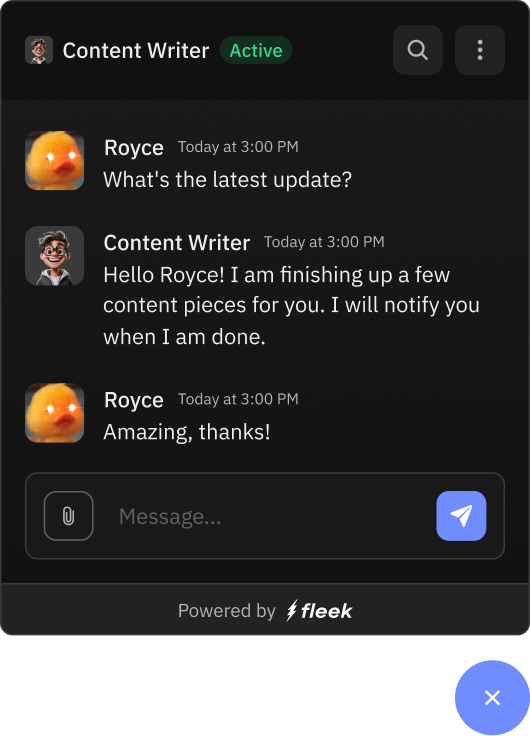 Content Writer Active
Royce Today at 3:00 PM
What's the latest update?
Content Writer Today at 3:00 PM
Hello Royce! I am finishing up a few
content pieces for you. I will notify you
when I am done.
Royce Today at 3:00 PM
Amazing, thanks!
Message...
Powered by fleek